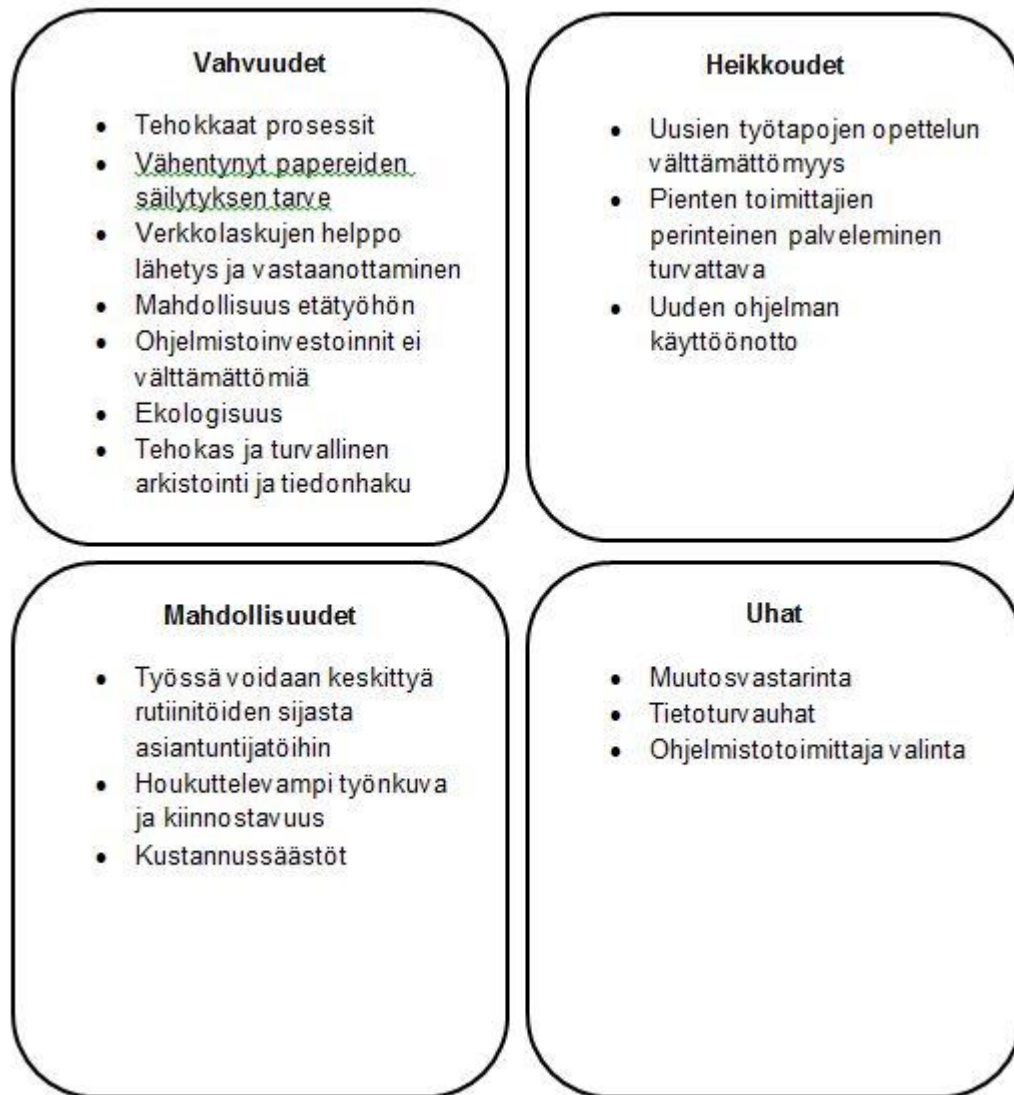 Vahvuudet
• Tehokkaat prosessit
• Vähentynyt papereiden
säilytyksen tarve
• Verkkolaskujen helppo
lähetys ja vastaanottaminen
• Mahdollisuus etätyöhön
• Ohjelmistoinvestoinnit ei
välttämättömiä
• Ekologisuus
• Tehokas ja turvallinen
arkistointi ja tiedonhaku
Heikkoudet
• Uusien työtapojen opettelun
välttämättömyys
• Pienten toimittajien
perinteinen palveleminen
turvattava
• Uuden ohjelman
käyttöönotto
Mahdollisuudet
• Työssä voidaan keskittyä
rutiinitöiden sijasta
asiantuntijatöihin
• Houkuttelevampi työnkuva
ja kiinnostavuus
• Kustannussäästöt
Uhat
• Muutosvastarinta
• Tietoturvauhat
• Ohjelmistotoimittaja valinta